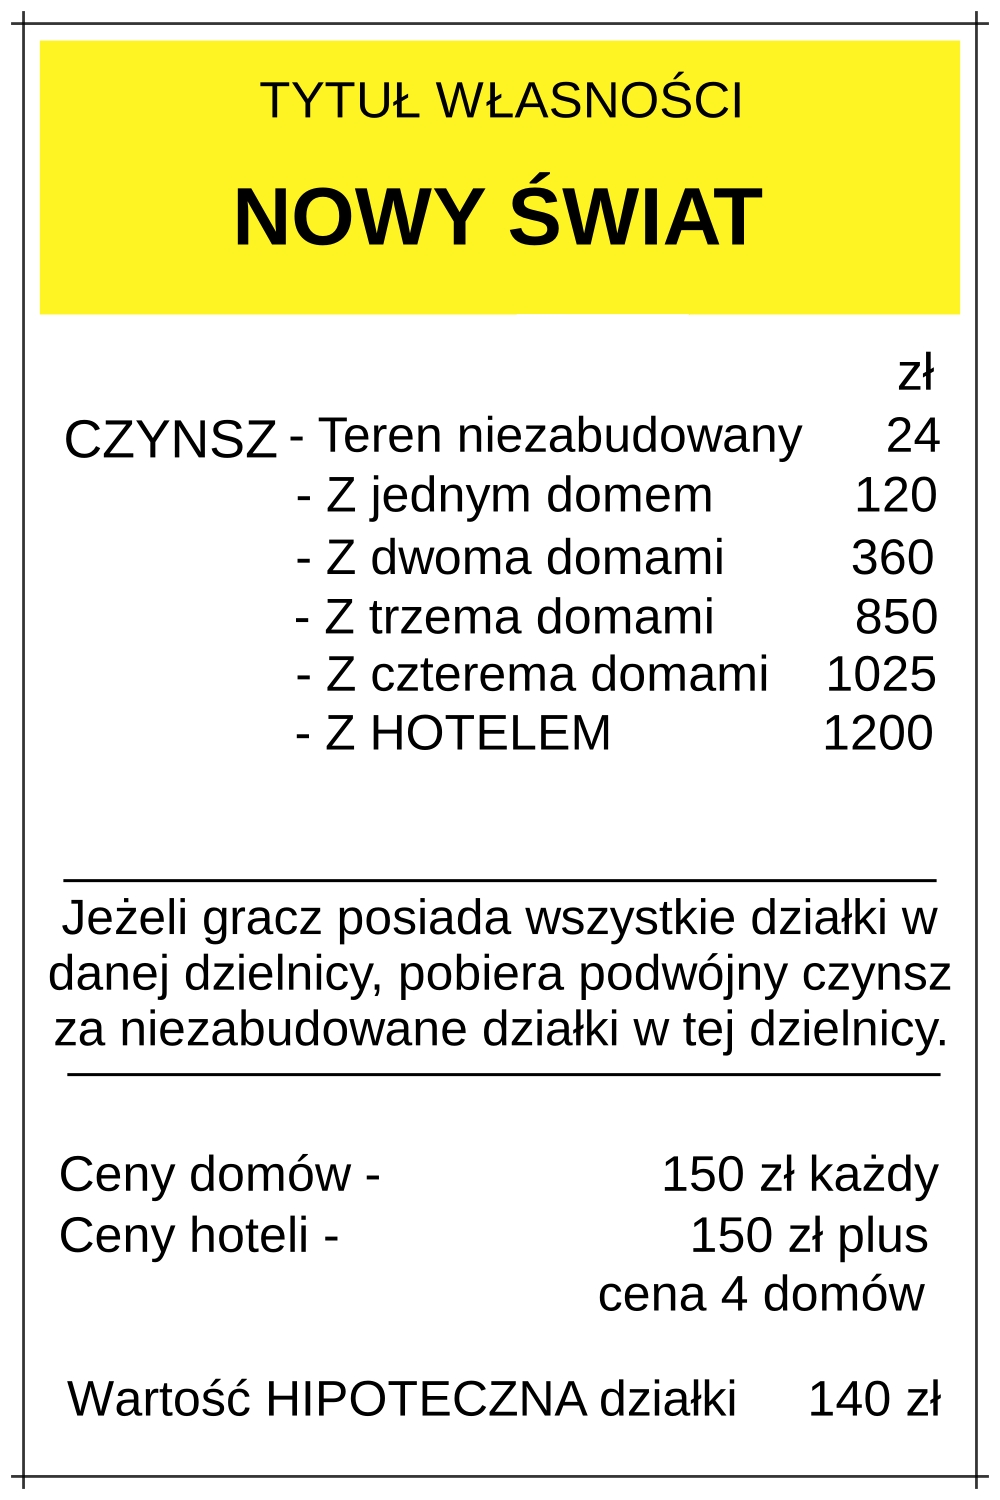 TYTUŁ WŁASNOŚCI
NOWY ŚWIAT
zł
CZYNSZ - Teren niezabudowany 24
- Z jednym domem 120
- Z dwoma domami 360
- Z trzema domami 850
- Z czterema domami 1025
- Z HOTELEM 1200
Jeżeli gracz posiada wszystkie działki w
danej dzielnicy, pobiera podwójny czynsz
za niezabudowane działki w tej dzielnicy.
Ceny domów - 150 zł każdy
Ceny hoteli - 150 zł plus
cena 4 domów
Wartość HIPOTECZNA działki 140 zł